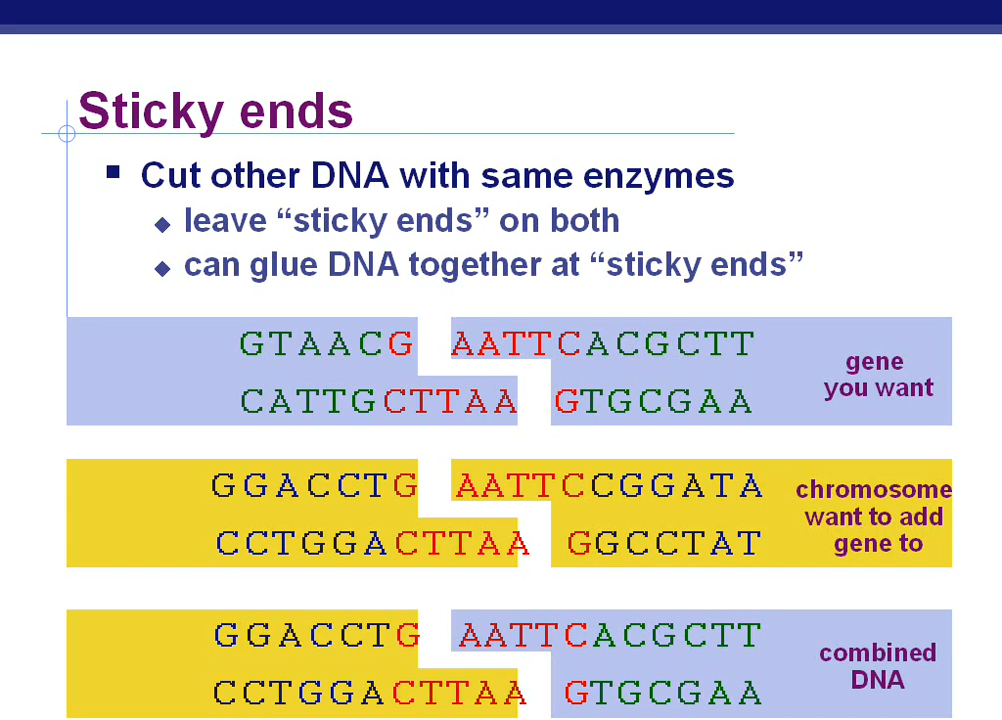 Sticky ends
Cut other DNA with same enzymes
leave “sticky ends” on both
can glue DNA together at “sticky ends”
GTAACG AATTCACGCTT
CATTGCTTAA GTGCGAA
gene
you want
GGACCTG AATTCCGGATA
CCTGGACTTAA GGCCTAT
chromosome
want to add
gene to
GGACCTG AATTCACGCTT
CCTGGACTTAA GTGCGAA
combined
DNA